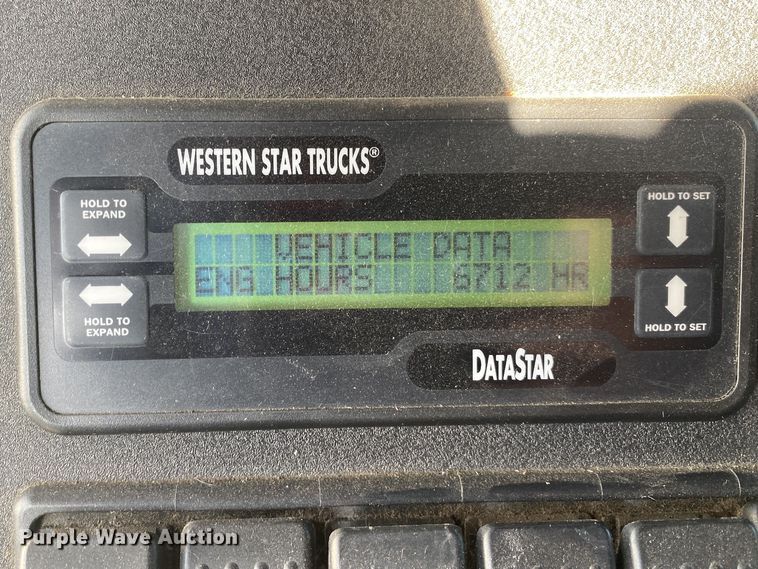 WESTERN STAR TRUCKS®
HOLD TO
EXPAND
HOLD TO SET
VEHICLE DATA
ENG HOURS 6712 HR
HOLD TO
EXPAND
HOLD TO SET
DATASTAR
Purple Wave Auction